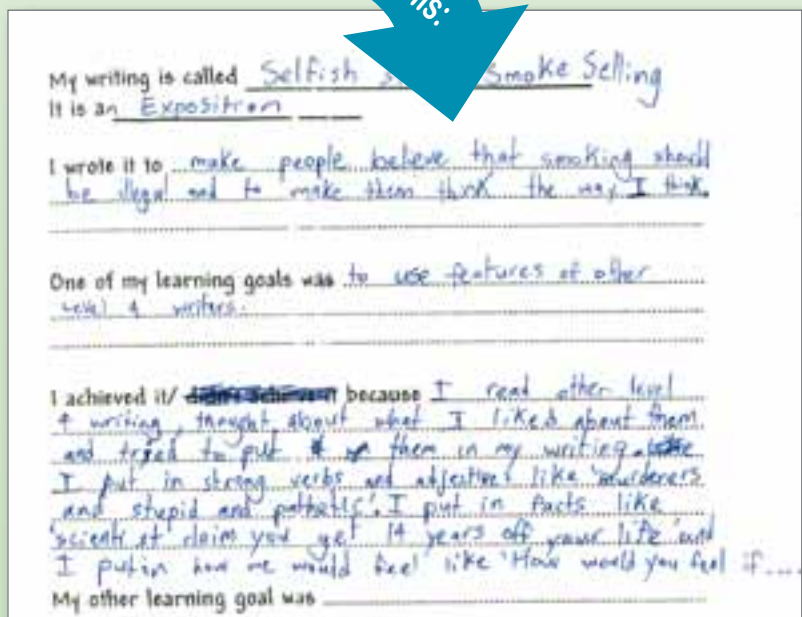 ns:
My writing is called Selfish Smoke Selling
It is an Exposition
I wrote it to make people believe that smoking should
be illegal and to make them think the way I think.
One of my learning goals was to use features of other
level 4 writers.
I achieved it/ didn't achieve it because I read other level
4 writing, thought about what I liked about them
and tried to put them in my writing.
I put in strong verbs and adjectives like 'murderers
and stupid and pathetic'. I put in facts like
'scientist claim you get 14 years off your life' and
I put in how me would feel like 'How would you feel if....
My other learning goal was